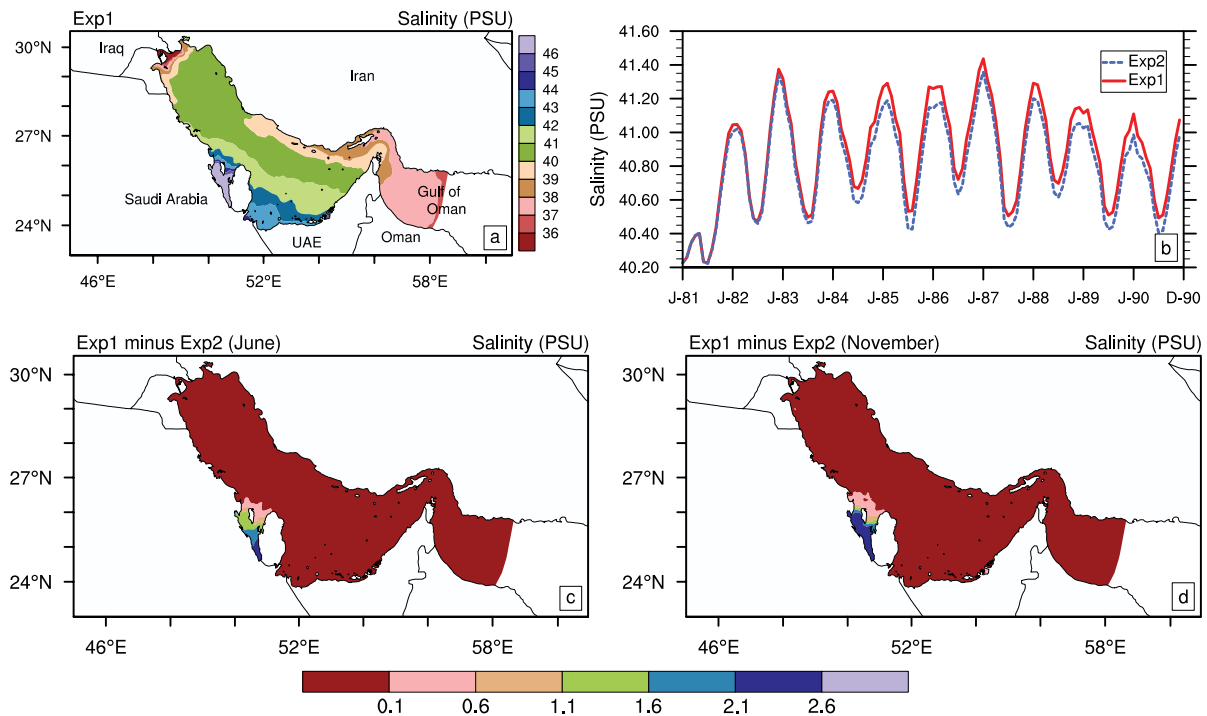 Exp1 Salinity (PSU)
30°N
27°N
24°N
46°E 52°E 58°E
Iraq
Iran
Saudi Arabia
UAE
Oman
Gulf of
Oman
a
46
45
44
43
42
41
40
39
38
37
36
Salinity (PSU)
41.60
41.40
41.20
41.00
40.80
40.60
40.40
40.20
J-81 J-82 J-83 J-84 J-85 J-86 J-87 J-88 J-89 J-90 D-90
Exp2
Exp1
b
Exp1 minus Exp2 (June) Salinity (PSU)
30°N
27°N
24°N
46°E 52°E 58°E
c
Exp1 minus Exp2 (November) Salinity (PSU)
30°N
27°N
24°N
46°E 52°E 58°E
d
0.1 0.6 1.1 1.6 2.1 2.6